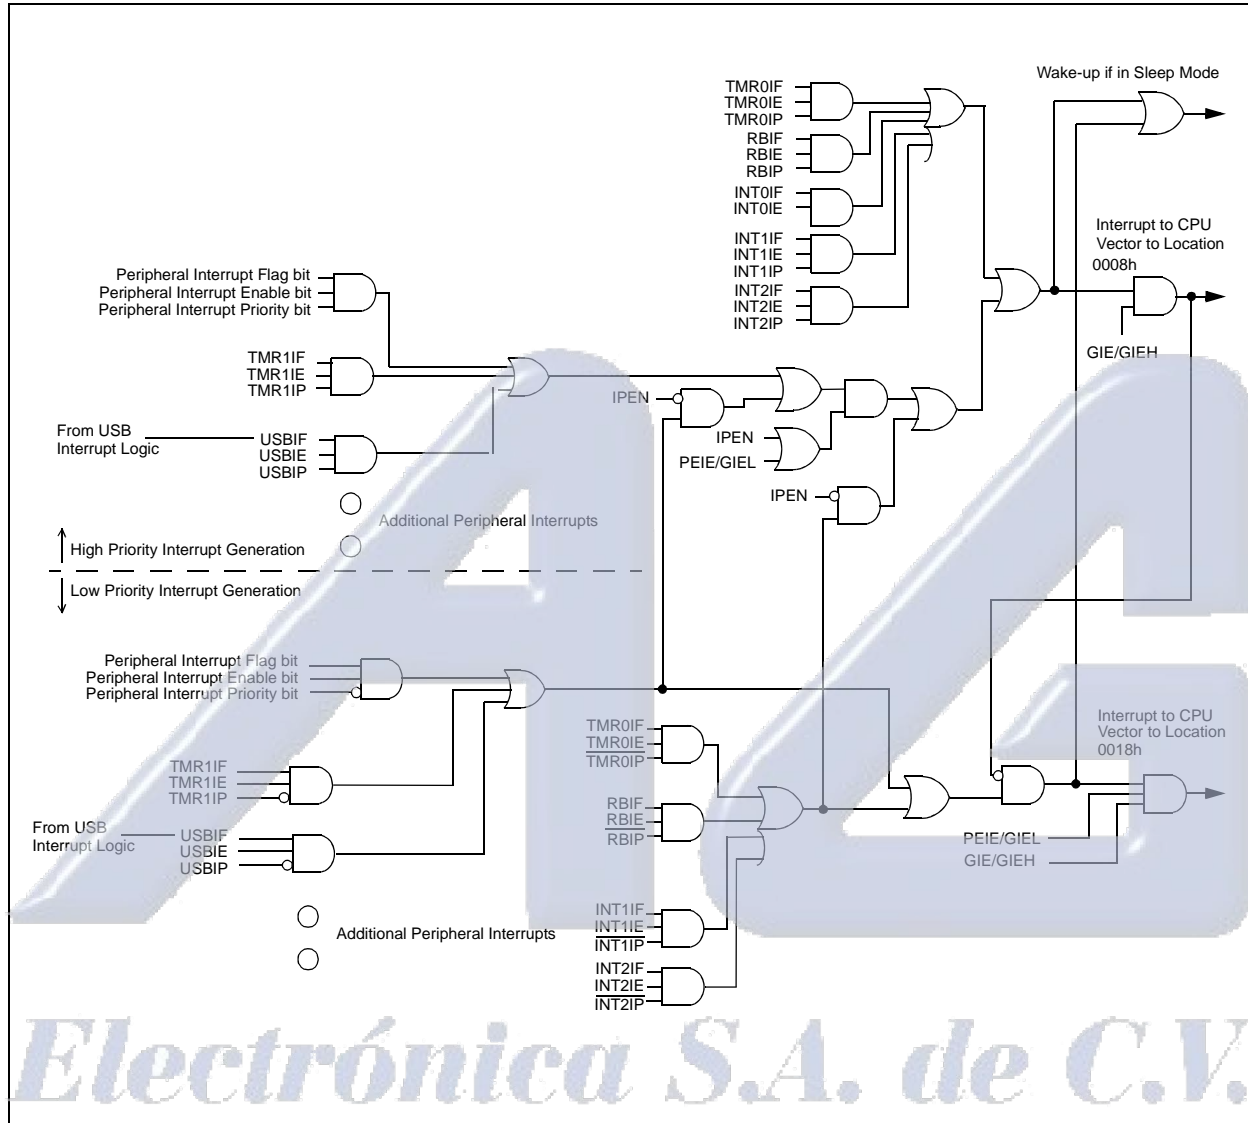 Wake-up if in Sleep Mode
TMR0IF
TMR0IE
TMR0IP
RBIF
RBIE
RBIP
INT0IF
INT0IE
INT1IF
INT1IE
INT1IP
INT2IF
INT2IE
INT2IP
Interrupt to CPU
Vector to Location
0008h
GIE/GIEH
Peripheral Interrupt Flag bit
Peripheral Interrupt Enable bit
Peripheral Interrupt Priority bit
TMR1IF
TMR1IE
TMR1IP
From USB
Interrupt Logic
USBIF
USBIE
USBIP
IPEN
IPEN
PEIE/GIEL
IPEN
Additional Peripheral Interrupts
High Priority Interrupt Generation
Low Priority Interrupt Generation
Peripheral Interrupt Flag bit
Peripheral Interrupt Enable bit
Peripheral Interrupt Priority bit
TMR1IF
TMR1IE
TMR1IP
From USB
Interrupt Logic
USBIF
USBIE
USBIP
Additional Peripheral Interrupts
TMR0IF
TMR0IE
TMR0IP
RBIF
RBIE
RBIP
INT1IF
INT1IE
INT1IP
INT2IF
INT2IE
INT2IP
Interrupt to CPU
Vector to Location
0018h
PEIE/GIEL
GIE/GIEH
AG
Electrónica S.A. de C.V.